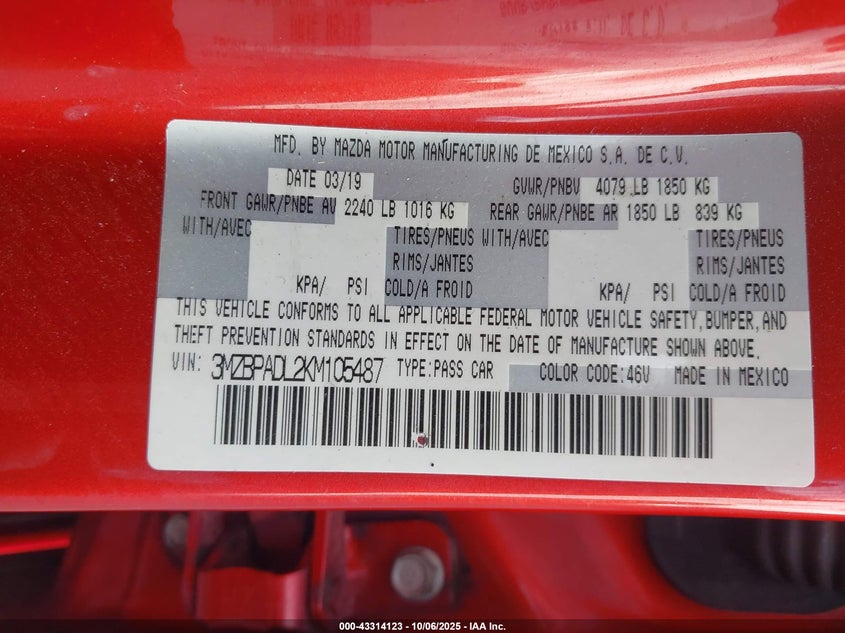 MFD. BY MAZDA MOTOR MANUFACTURING DE MEXICO S.A. DE C.V.
DATE 03/19 GVWR/PNBV 4079 LB 1850 KG
FRONT GAWR/PNBE AV 2240 LB 1016 KG REAR GAWR/PNBE AR 1850 LB 839 KG
WITH/AVEC TIRES/PNEUS WITH/AVEC TIRES/PNEUS
RIMS/JANTES RIMS/JANTES
KPA/ PSI COLD/A FROID KPA/ PSI COLD/A FROID
THIS VEHICLE CONFORMS TO ALL APPLICABLE FEDERAL MOTOR VEHICLE SAFETY, BUMPER, AND
THEFT PREVENTION STANDARDS IN EFFECT ON THE DATE OF MANUFACTURE SHOWN ABOVE.
VIN: 3MZBPADL2KM105487 TYPE: PASS CAR COLOR CODE: 46V MADE IN MEXICO
000-43314123 - 10/06/2025 - IAA Inc.